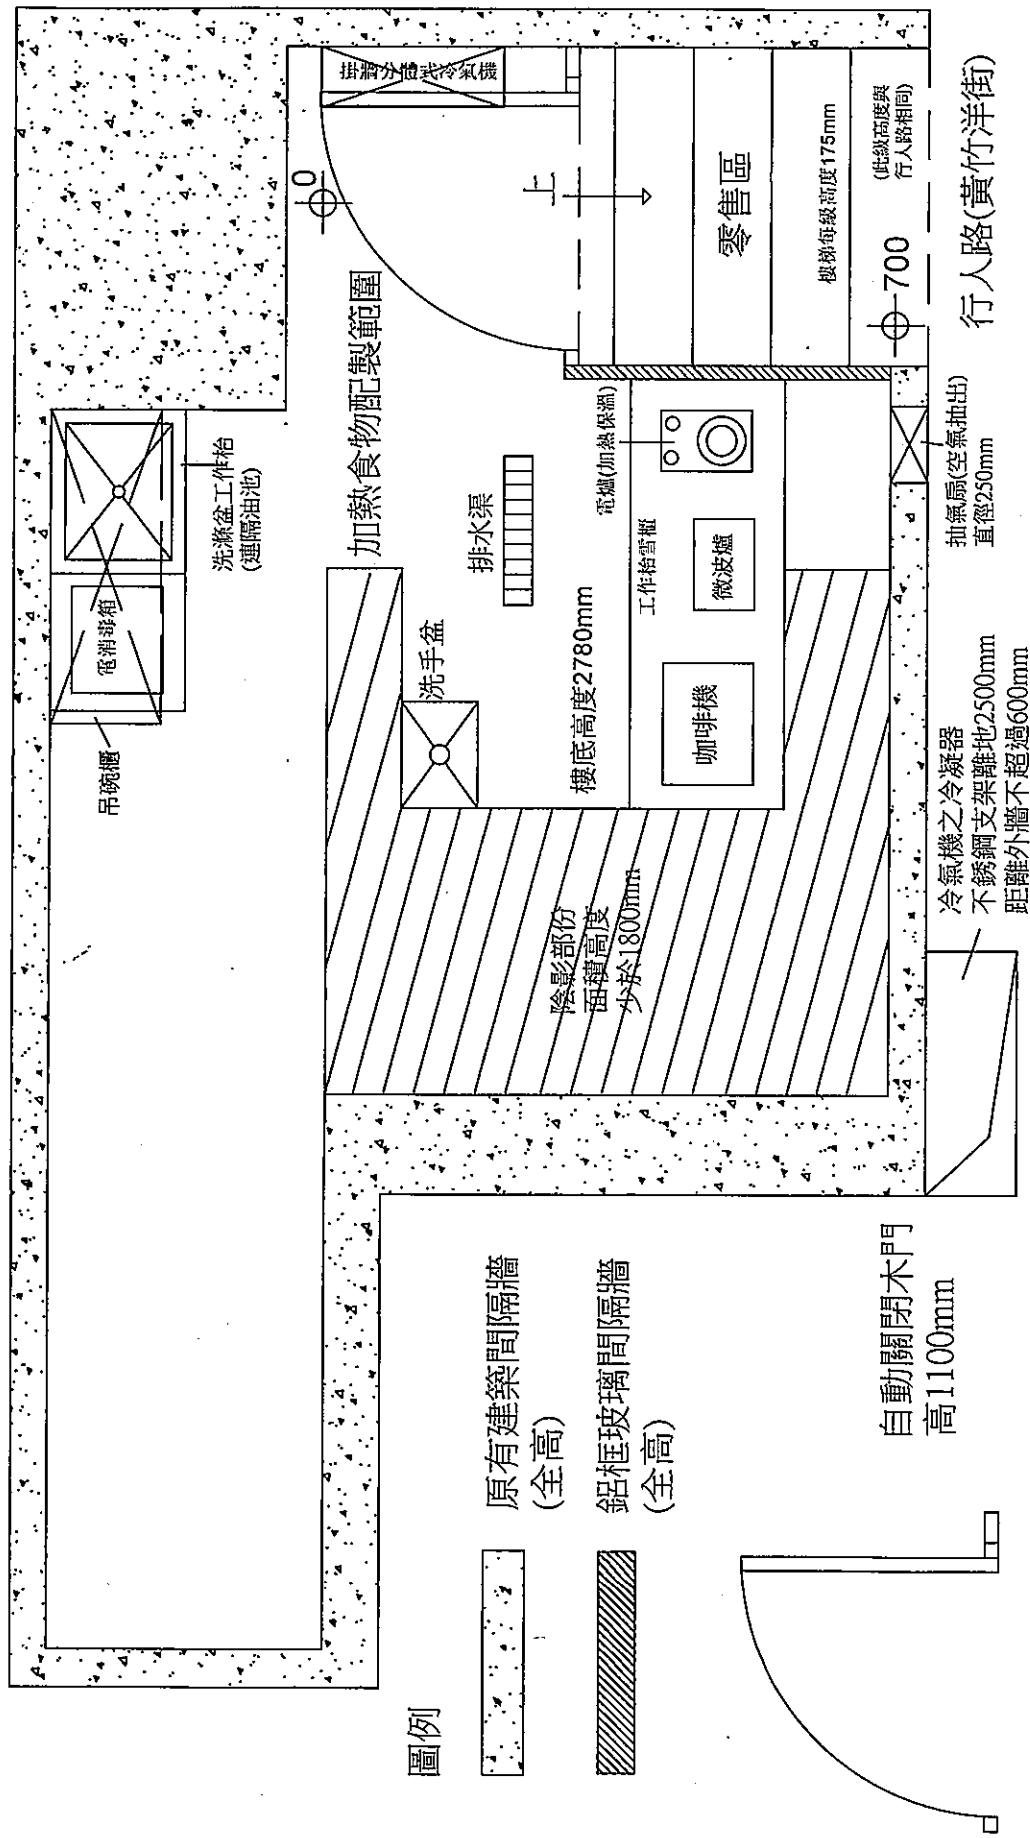 掛牆分體式冷氣機
0
上
零售區
樓梯每級高度175mm
(此級高度與
行人路相同)
700
行人路(黃竹洋街)
加熱食物配製範圍
洗滌盆工作枱
(連隔油池)
電消毒箱
吊碗櫃
排水渠
洗手盆
電爐(加熱保溫)
工作枱雪櫃
微波爐
咖啡機
樓底高度2780mm
抽氣扇(空氣抽出)
直徑250mm
陰影部份
面積高度
少於1800mm
冷氣機之冷凝器
不銹鋼支架離地2500mm
距離外牆不超過600mm
圖例
原有建築間隔牆
(全高)
鋁框玻璃間隔牆
(全高)
自動關閉木門
高1100mm